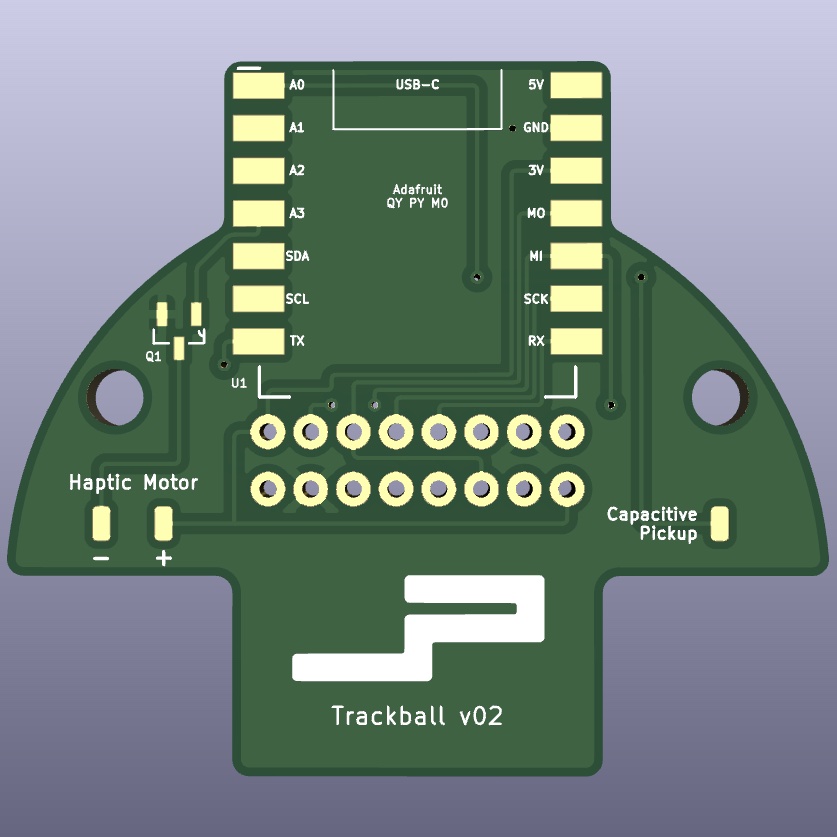 A0 USB-C 5V
A1 GND
A2 3V
Adafruit
QY PY M0
A3 MO
SDA MI
SCL SCK
TX RX
Q1
U1
Haptic Motor
Capacitive
Pickup
- +
Trackball v02